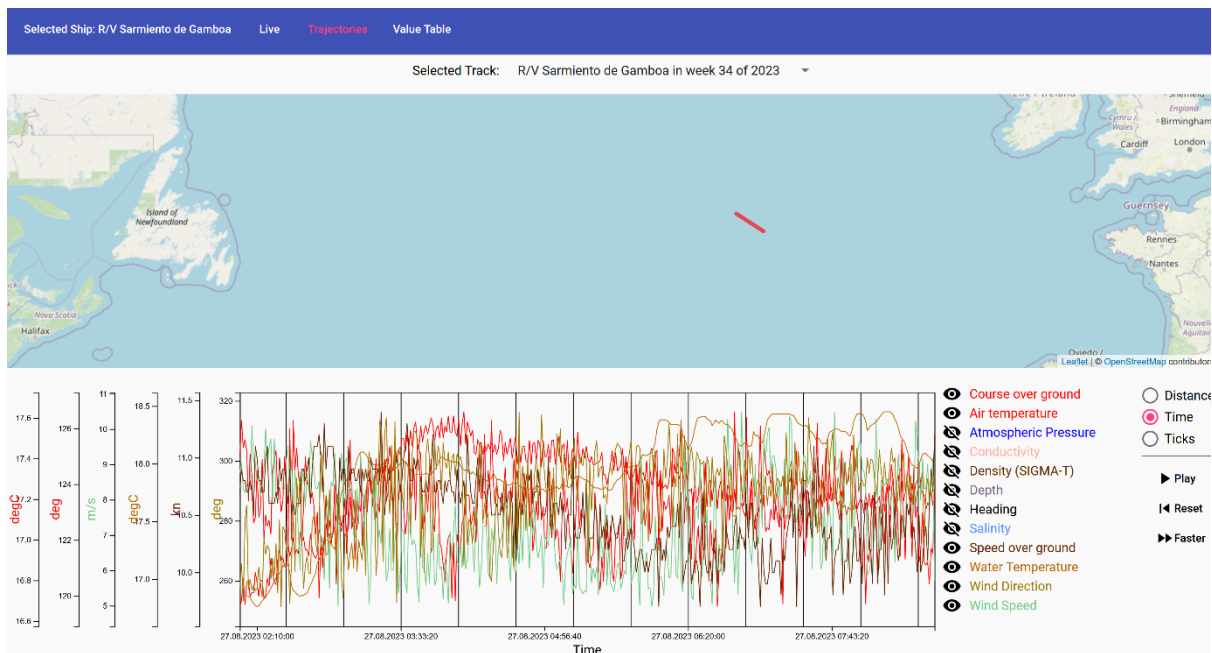 Selected Ship: R/V Sarmiento de Gamboa Live Trajectories Value Table
Selected Track: R/V Sarmiento de Gamboa in week 34 of 2023
Island of
Newfoundland
Nova Scotia
Halifax
Éire / Ireland
Sheffield
England
Birmingham
Cymru /
Wales
Cardiff
London
Guernsey
Rennes
Nantes
Nouvelle
Aquitain
Oviedo /
Leaflet | © OpenStreetMap contributors
17.6
17.4
17.2
17.0
16.8
16.6
degC
126
124
122
120
deg
11
10
9
8
7
6
5
m/s
18.5
18.0
17.5
17.0
degC
11.5
11.0
10.5
10.0
kn
320
300
280
260
deg
27.08.2023 02:10:00
27.08.2023 03:33:20
27.08.2023 04:56:40
27.08.2023 06:20:00
27.08.2023 07:43:20
Time
Course over ground
Air temperature
Atmospheric Pressure
Conductivity
Density (SIGMA-T)
Depth
Heading
Salinity
Speed over ground
Water Temperature
Wind Direction
Wind Speed
Distance
Time
Ticks
Play
Reset
Faster